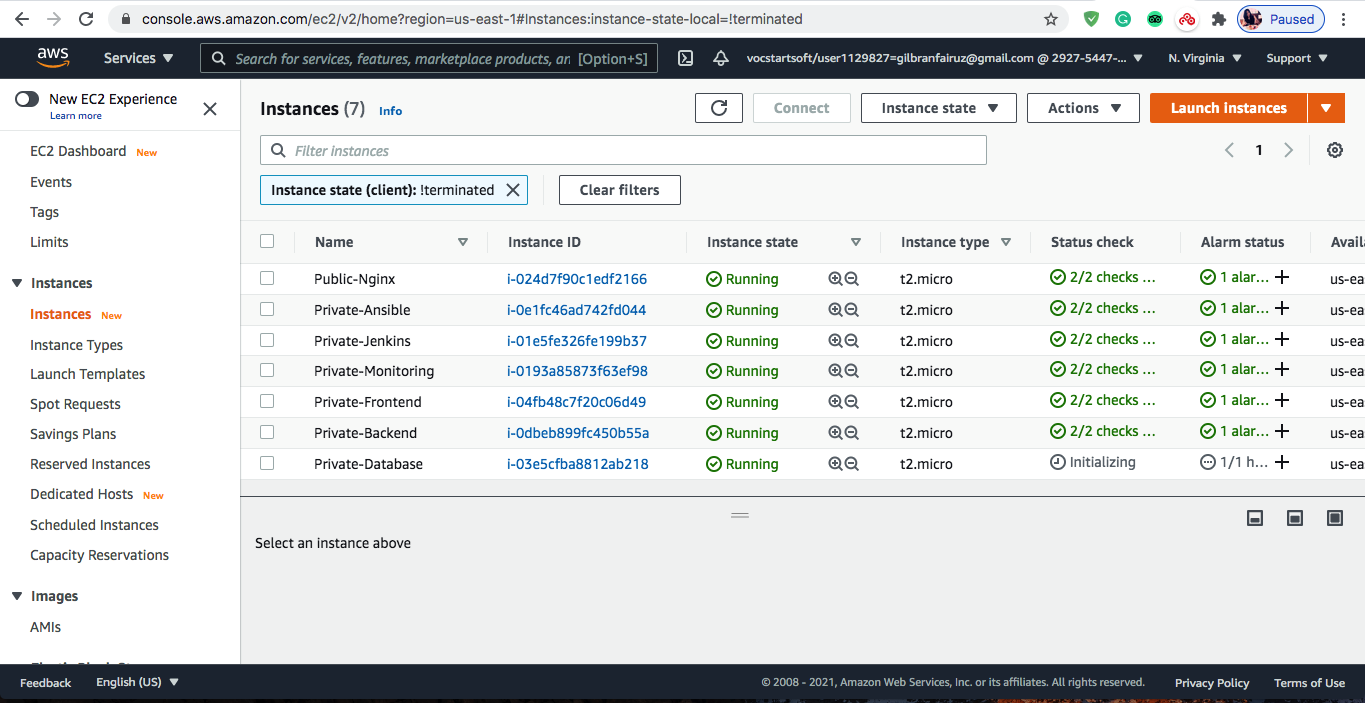 console.aws.amazon.com/ec2/v2/home?region=us-east-1#Instances:instance-state-local=!terminated
Paused
aws
Services
Search for services, features, marketplace products, an [Option+S]
vocstartsoft/user1129827=gilbranfairuz@gmail.com @ 2927-5447-...
N. Virginia
Support
New EC2 Experience
Learn more
EC2 Dashboard New
Events
Tags
Limits
Instances
Instances New
Instance Types
Launch Templates
Spot Requests
Savings Plans
Reserved Instances
Dedicated Hosts New
Scheduled Instances
Capacity Reservations
Images
AMIs
Instances (7) Info
Connect
Instance state
Actions
Launch instances
Filter instances
1
Instance state (client): !terminated
Clear filters
Name Instance ID Instance state Instance type Status check Alarm status Avail
Public-Nginx i-024d7f90c1edf2166 Running t2.micro 2/2 checks ... 1 alar... us-ea
Private-Ansible i-0e1fc46ad742fd044 Running t2.micro 2/2 checks ... 1 alar... us-ea
Private-Jenkins i-01e5fe326fe199b37 Running t2.micro 2/2 checks ... 1 alar... us-ea
Private-Monitoring i-0193a85873f63ef98 Running t2.micro 2/2 checks ... 1 alar... us-ea
Private-Frontend i-04fb48c7f20c06d49 Running t2.micro 2/2 checks ... 1 alar... us-ea
Private-Backend i-0dbeb899fc450b55a Running t2.micro 2/2 checks ... 1 alar... us-ea
Private-Database i-03e5cfba8812ab218 Running t2.micro Initializing 1/1 h... us-ea
Select an instance above
Feedback
English (US)
© 2008 - 2021, Amazon Web Services, Inc. or its affiliates. All rights reserved.
Privacy Policy
Terms of Use